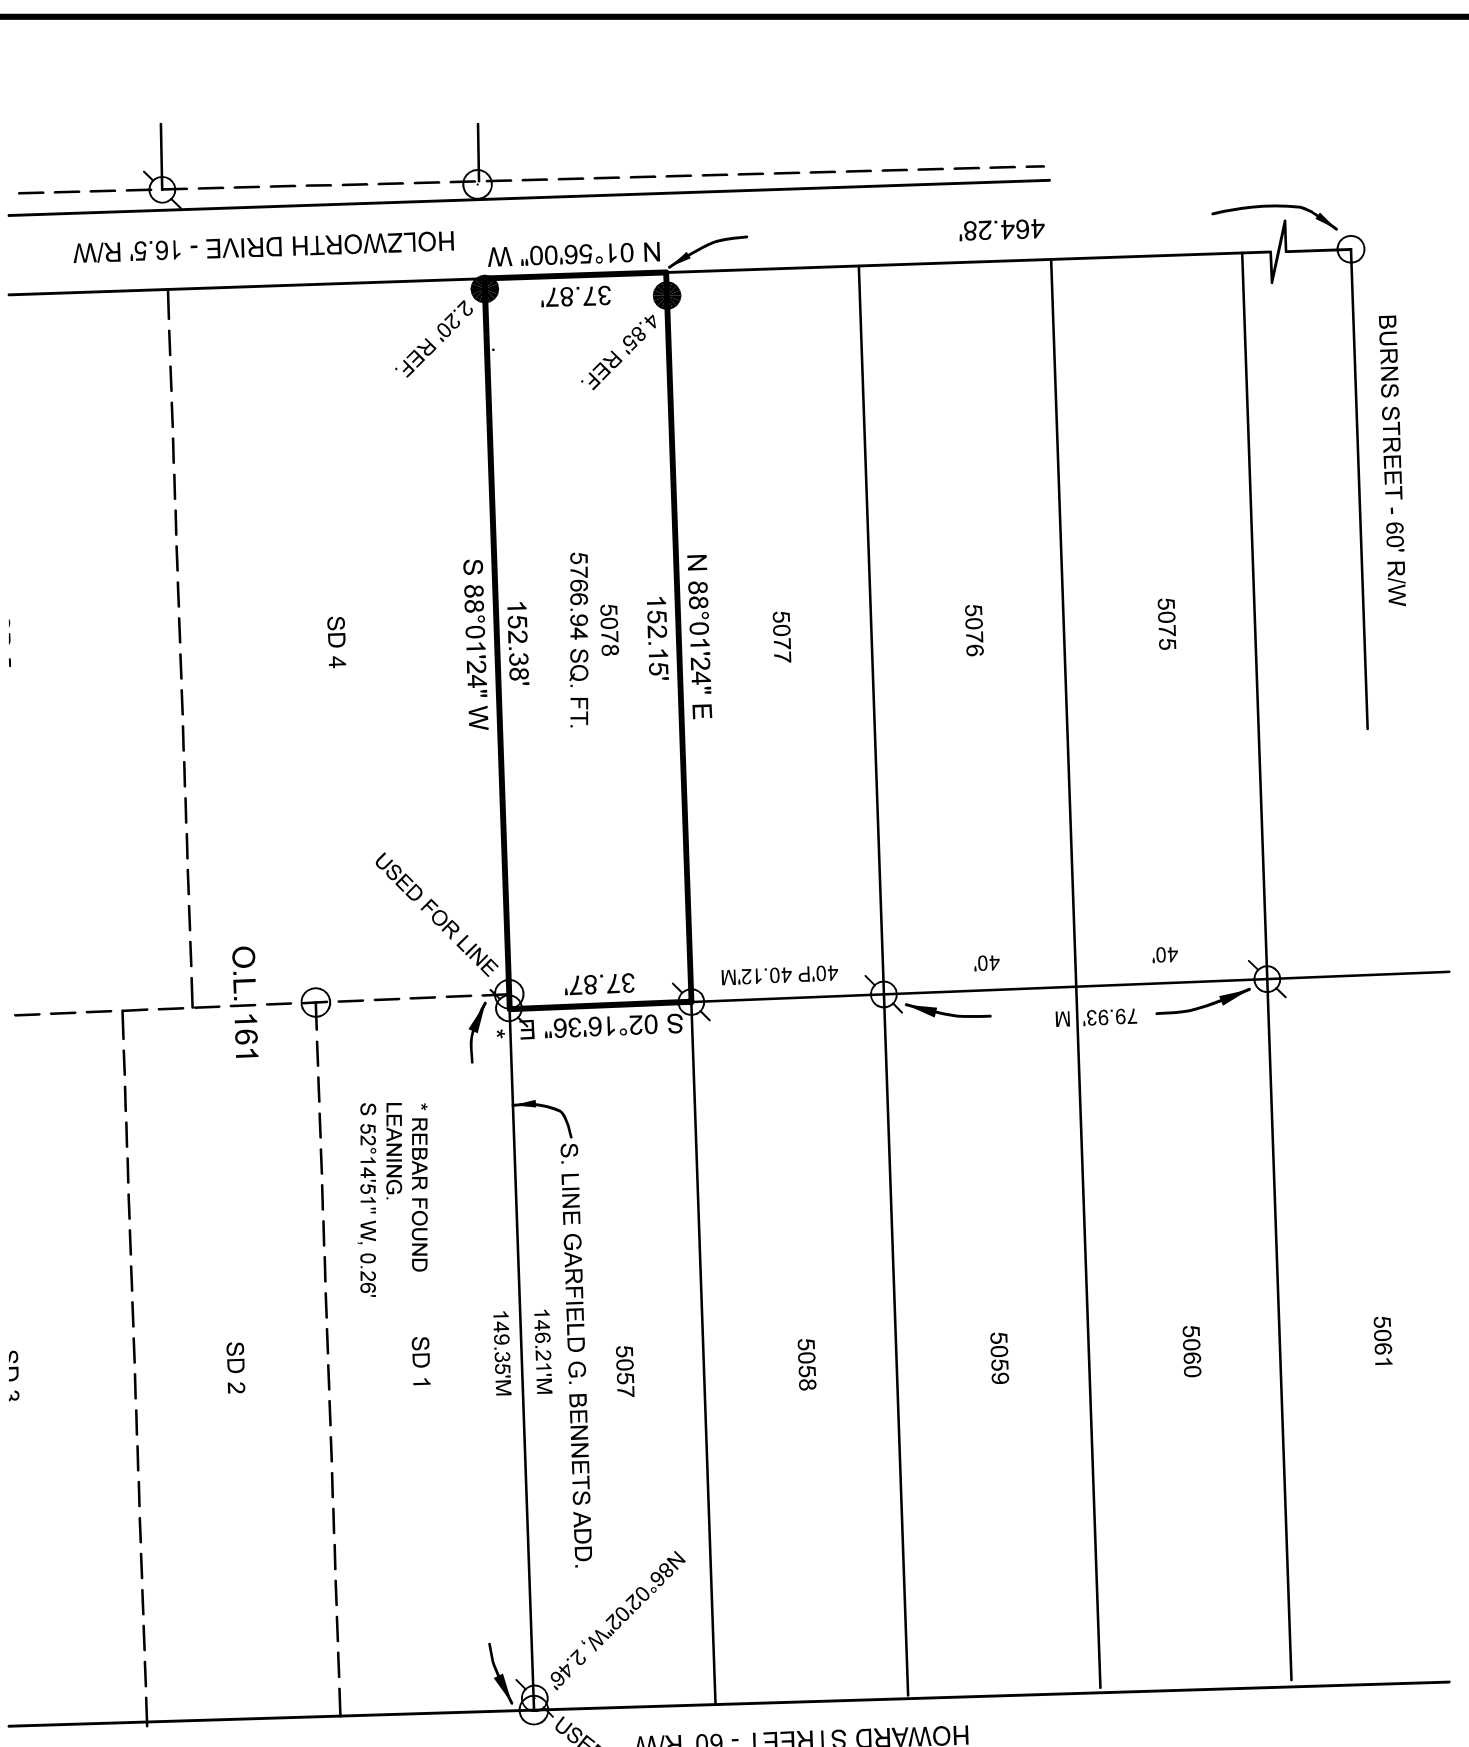 HOLZWORTH DRIVE - 16.5' R/W
N 01°56'00" W
37.87'
464.28'
2.20' REF.
4.85' REF.
BURNS STREET - 60' R/W
SD 4
S 88°01'24" W
152.38'
5078
5766.94 SQ. FT.
152.15'
N 88°01'24" E
5077
5076
5075
USED FOR LINE
O.L. 161
37.87'
S 02°16'36" E
*
40'P 40.12'M
40'
40'
79.93' M
* REBAR FOUND
LEANING.
S 52°14'51" W, 0.26'
S. LINE GARFIELD G. BENNETS ADD.
149.35'M
146.21'M
SD 2
SD 1
5057
5058
5059
5060
5061
N86°02'02"W, 2.46'
HOWARD STREET - 60' R/W